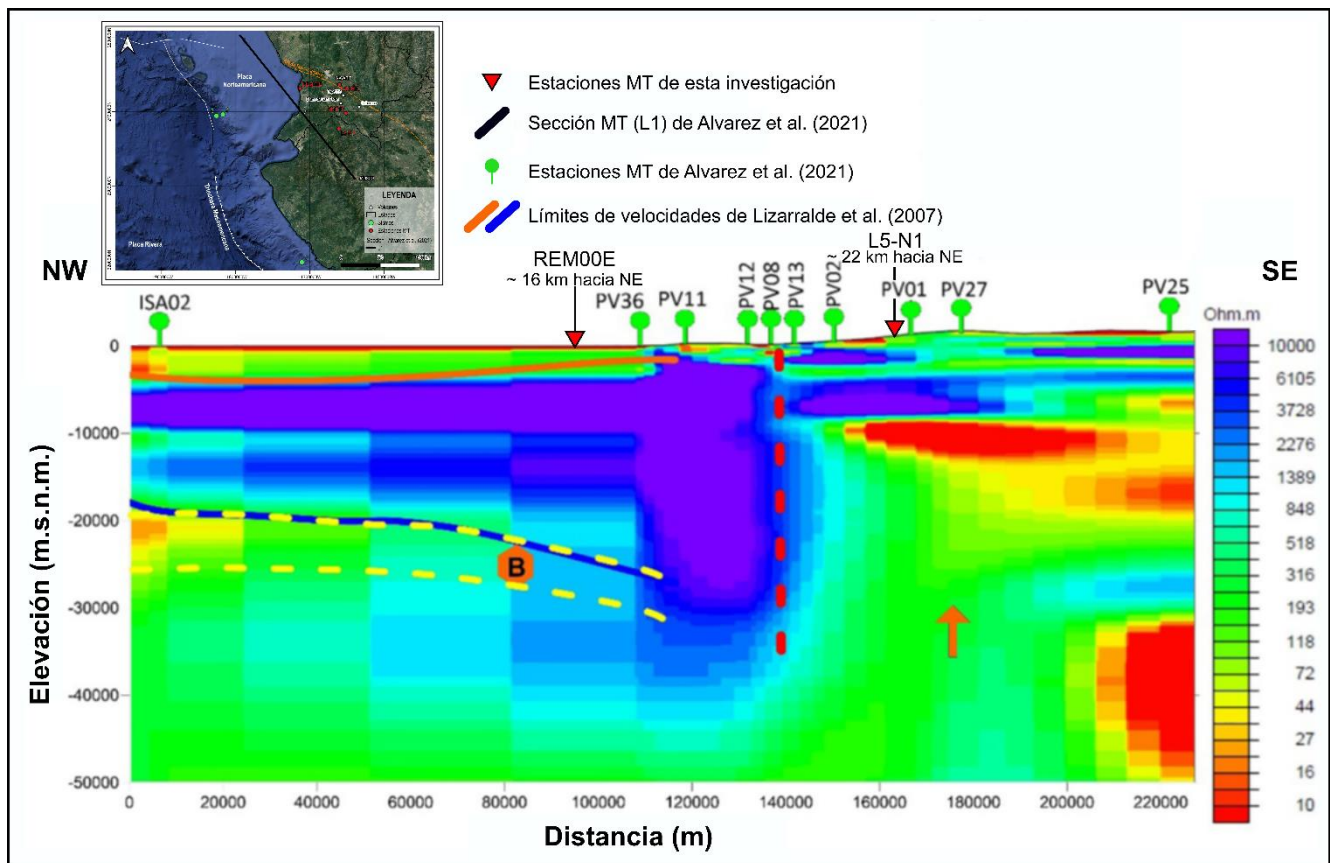 Placa
Norteamericana
Placa Rivera
LEYENDA
Volcanes
Estaciones MT
Estaciones MT de esta investigación
Sección MT (L1) de Alvarez et al. (2021)
Estaciones MT de Alvarez et al. (2021)
Límites de velocidades de Lizarralde et al. (2007)
NW
SE
REM00E
~ 16 km hacia NE
L5-N1
~ 22 km hacia NE
ISA02
PV36
PV11
PV12
PV08
PV13
PV02
PV01
PV27
PV25
Ohm.m
10000
6105
3728
2276
1389
848
518
316
193
118
72
44
27
16
10
Elevación (m.s.n.m.)
0
-10000
-20000
-30000
-40000
-50000
B
0
20000
40000
60000
80000
100000
120000
140000
160000
180000
200000
220000
Distancia (m)